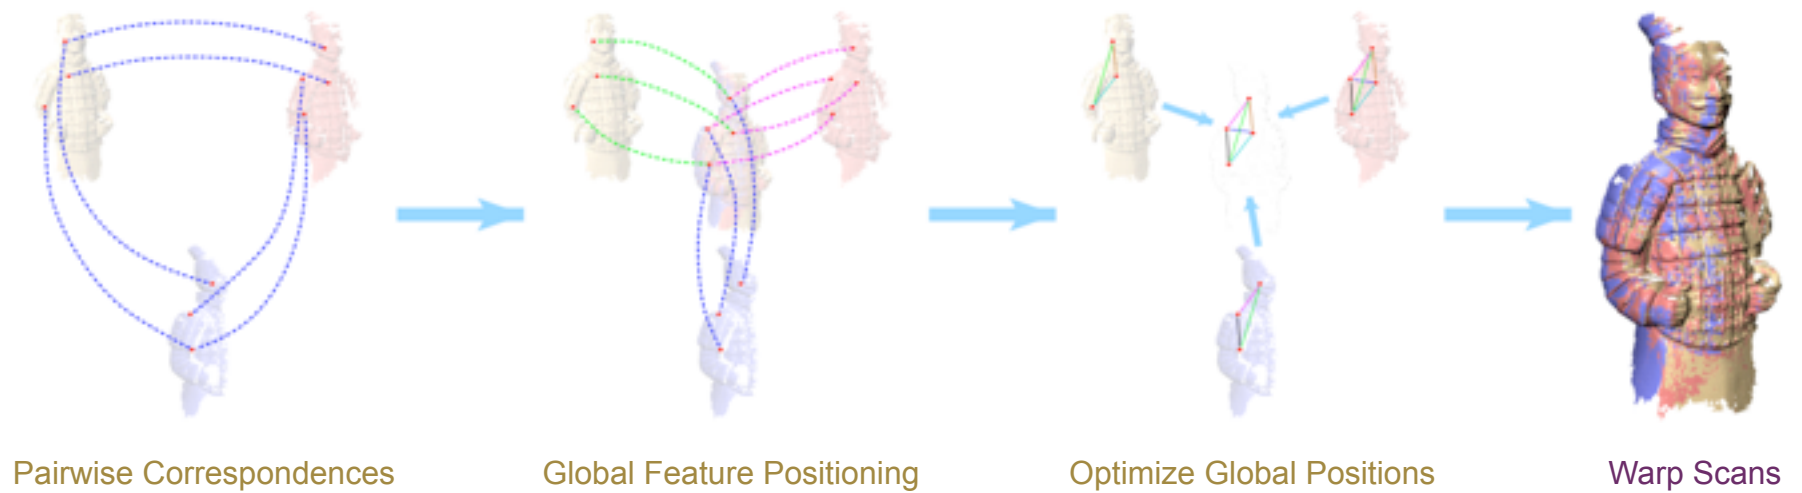 Pairwise Correspondences
Global Feature Positioning
Optimize Global Positions
Warp Scans